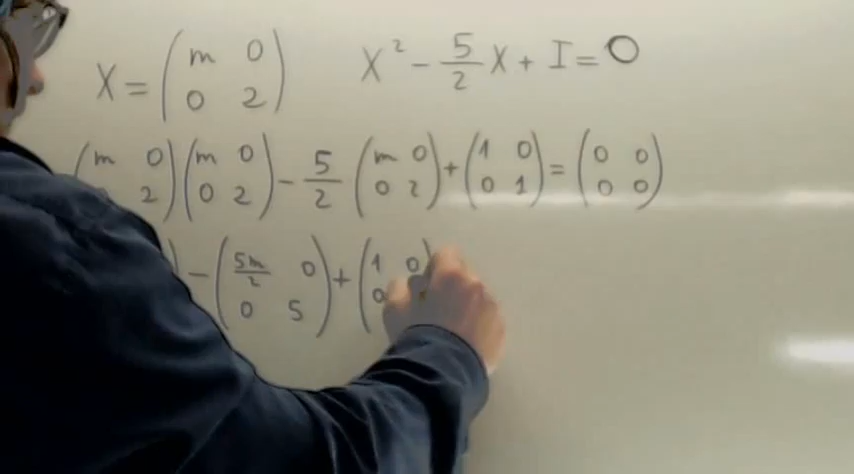 X = (m 0 / 0 2) X² - 5/2 X + I = 0
(m 0 / 2)(m 0 / 0 2) - 5/2 (m 0 / 0 2) + (1 0 / 0 1) = (0 0 / 0 0)
) - (5m/2 0 / 0 5) + (1 0 / 0